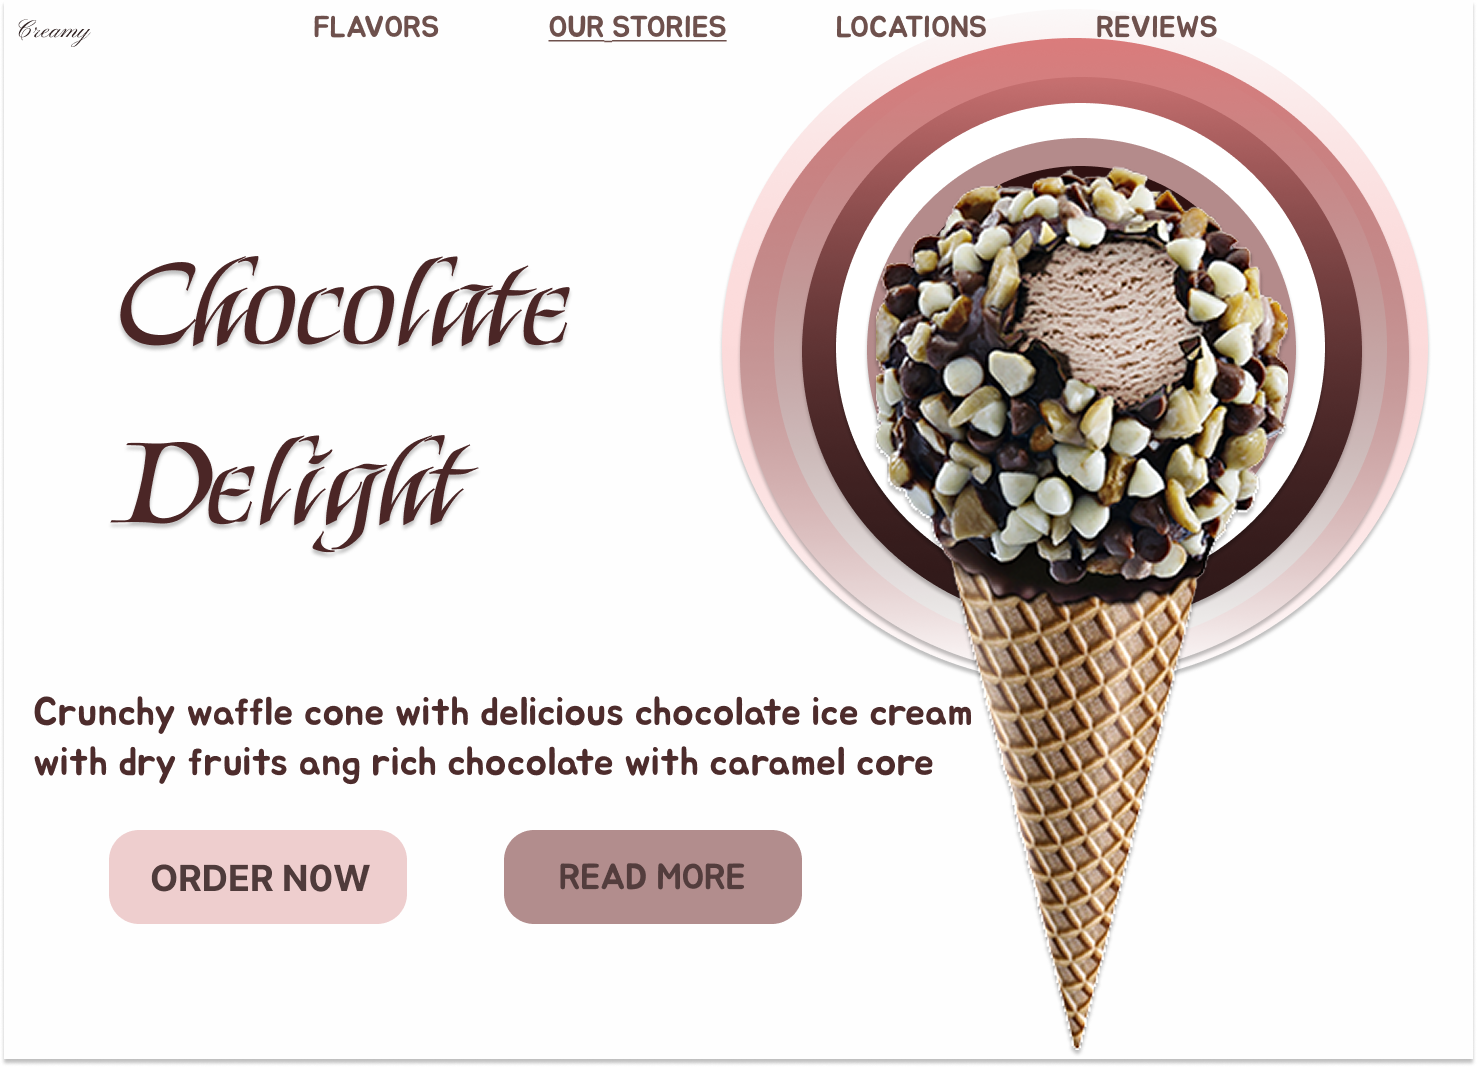 Creamy
FLAVORS
OUR STORIES
LOCATIONS
REVIEWS
Chocolate
Delight
Crunchy waffle cone with delicious chocolate ice cream
with dry fruits ang rich chocolate with caramel core
ORDER NOW
READ MORE